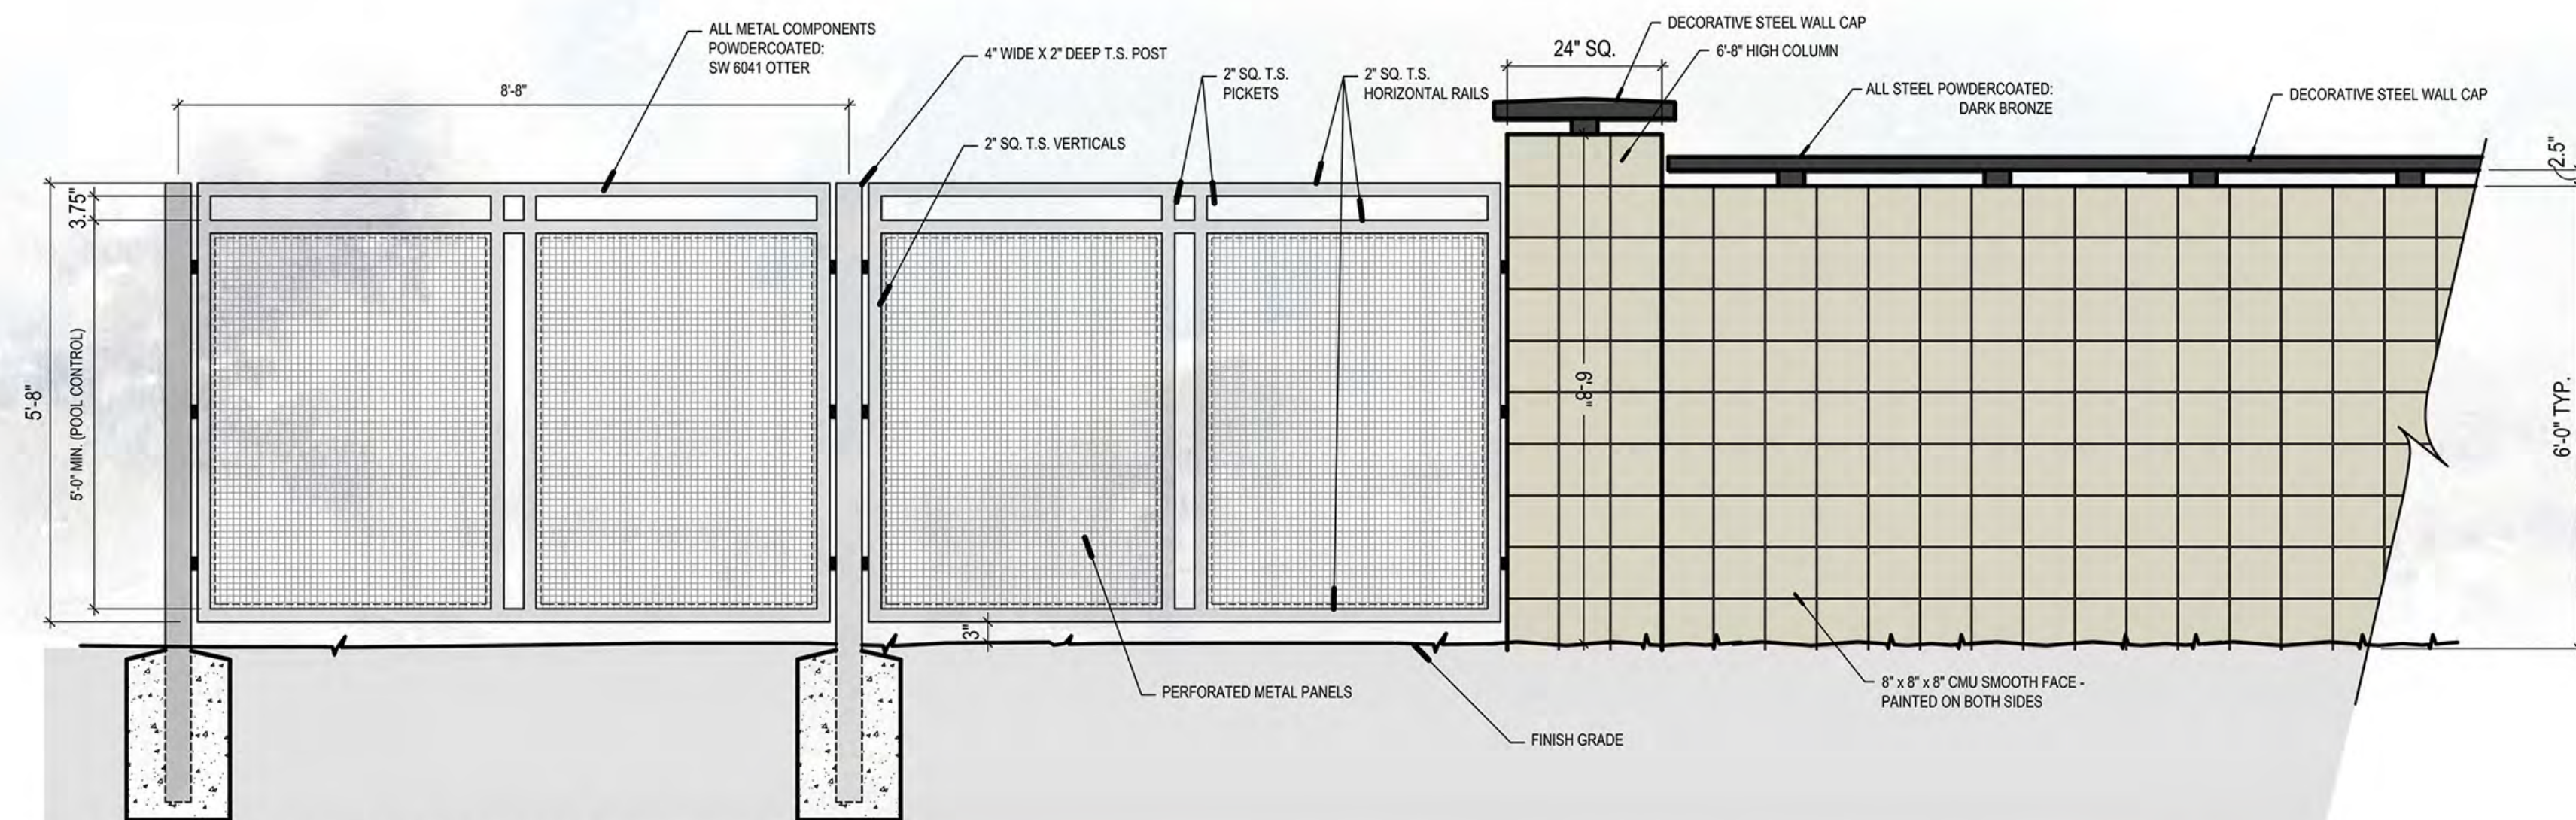 ALL METAL COMPONENTS
POWDERCOATED:
SW 6041 OTTER
8'-8"
4" WIDE X 2" DEEP T.S. POST
2" SQ. T.S. VERTICALS
2" SQ. T.S.
PICKETS
2" SQ. T.S.
HORIZONTAL RAILS
24" SQ.
DECORATIVE STEEL WALL CAP
6'-8" HIGH COLUMN
ALL STEEL POWDERCOATED:
DARK BRONZE
DECORATIVE STEEL WALL CAP
2.5"
3.75"
5'-8"
5'-0" MIN. (POOL CONTROL)
6'-8"
6'-0" TYP.
3"
PERFORATED METAL PANELS
8" x 8" x 8" CMU SMOOTH FACE -
PAINTED ON BOTH SIDES
FINISH GRADE